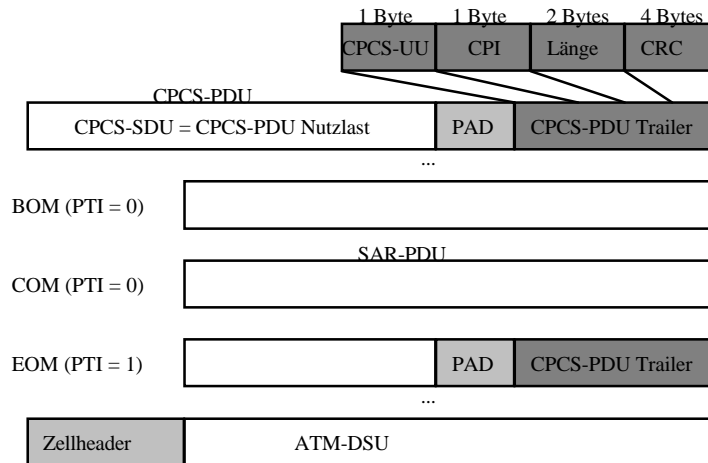 1 Byte 1 Byte 2 Bytes 4 Bytes
CPCS-UU CPI Länge CRC
CPCS-PDU
CPCS-SDU = CPCS-PDU Nutzlast PAD CPCS-PDU Trailer
...
BOM (PTI = 0)
SAR-PDU
COM (PTI = 0)
EOM (PTI = 1) PAD CPCS-PDU Trailer
...
Zellheader ATM-DSU